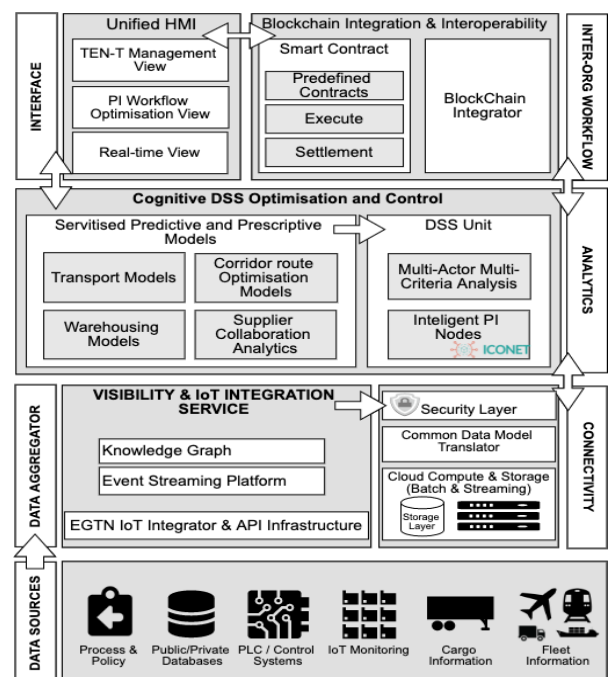 INTERFACE
Unified HMI
TEN-T Management
View
PI Workflow
Optimisation View
Real-time View
Blockchain Integration & Interoperability
Smart Contract
Predefined
Contracts
Execute
Settlement
BlockChain
Integrator
INTER-ORG WORKFLOW
Cognitive DSS Optimisation and Control
Servitised Predictive and Prescriptive
Models
Transport Models
Corridor route
Optimisation
Models
Warehousing
Models
Supplier
Collaboration
Analytics
DSS Unit
Multi-Actor Multi-
Criteria Analysis
Inteligent PI
Nodes
ICONET
ANALYTICS
DATA AGGREGATOR
VISIBILITY & IoT INTEGRATION
SERVICE
Knowledge Graph
Event Streaming Platform
EGTN IoT Integrator & API Infrastructure
Security Layer
Common Data Model
Translator
Cloud Compute & Storage
(Batch & Streaming)
Storage
Layer
CONNECTIVITY
DATA SOURCES
Process &
Policy
Public/Private
Databases
PLC / Control
Systems
IoT Monitoring
Cargo
Information
Fleet
Information